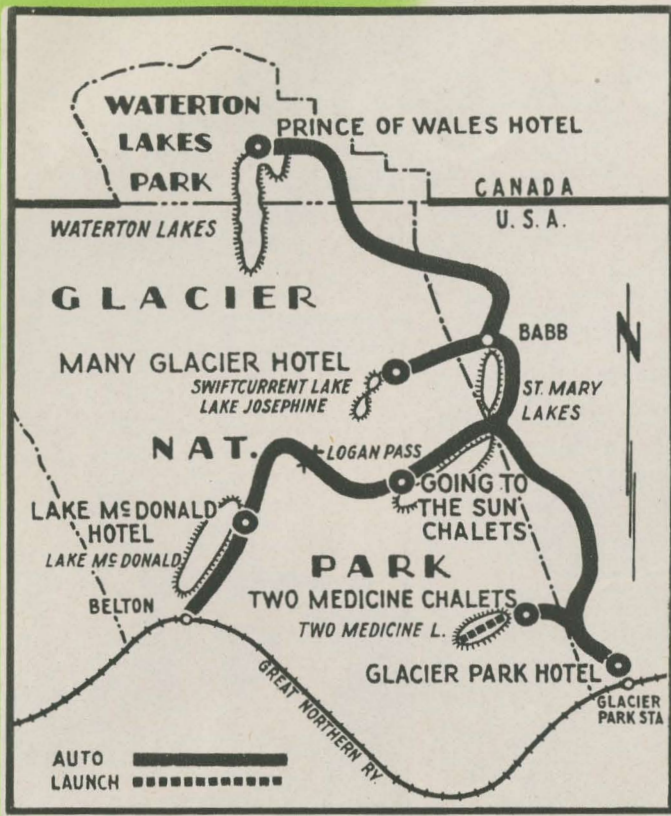 WATERTON
LAKES
PARK
PRINCE OF WALES HOTEL
CANADA
U.S.A.
WATERTON LAKES
GLACIER
N
BABB
MANY GLACIER HOTEL
SWIFTCURRENT LAKE
LAKE JOSEPHINE
ST. MARY
LAKES
NAT.
LOGAN PASS
GOING TO
THE SUN
CHALETS
LAKE McDONALD
HOTEL
LAKE McDONALD
PARK
BELTON
TWO MEDICINE CHALETS
TWO MEDICINE L.
GLACIER PARK HOTEL
GLACIER
PARK STA
GREAT NORTHERN RY.
AUTO
LAUNCH